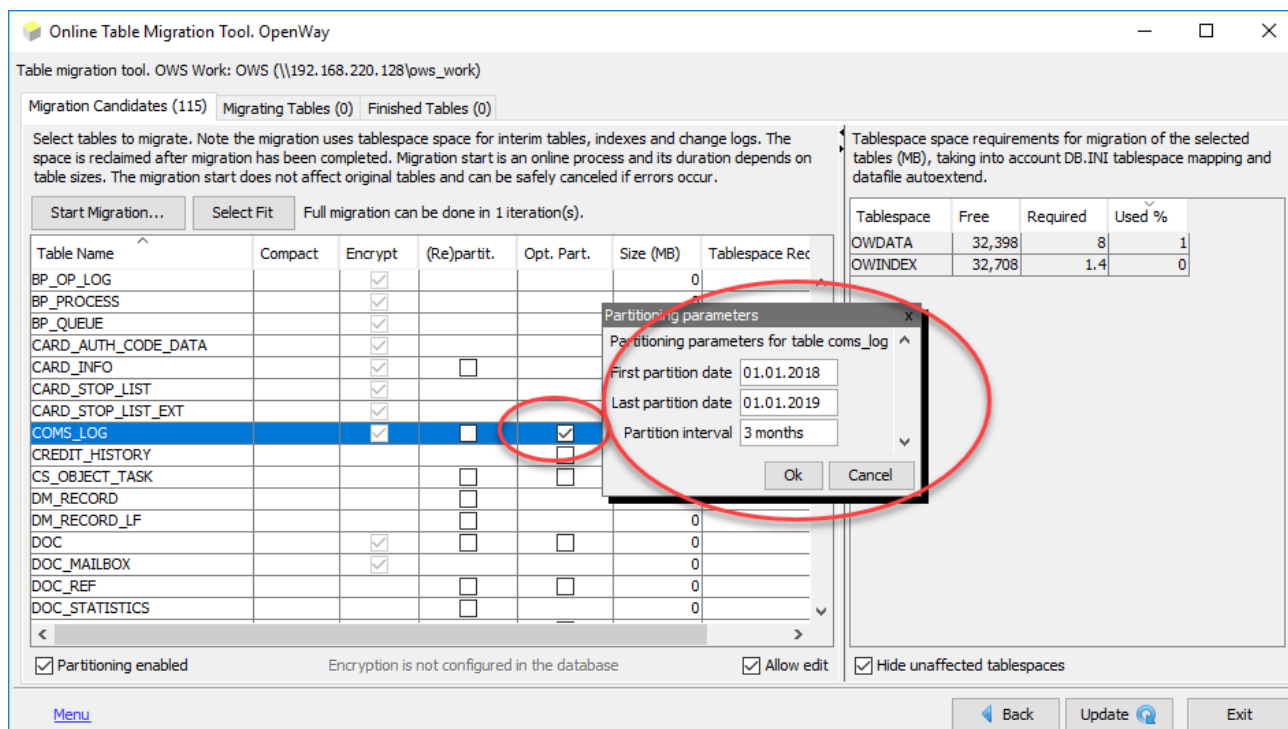 Online Table Migration Tool. OpenWay
Table migration tool. OWS Work: OWS (\\192.168.220.128\ows_work)
Migration Candidates (115) Migrating Tables (0) Finished Tables (0)
Select tables to migrate. Note the migration uses tablespace space for interim tables, indexes and change logs. The
space is reclaimed after migration has been completed. Migration start is an online process and its duration depends on
table sizes. The migration start does not affect original tables and can be safely canceled if errors occur.
Start Migration... Select Fit Full migration can be done in 1 iteration(s).
Table Name Compact Encrypt (Re)partit. Opt. Part. Size (MB) Tablespace Rec
BP_OP_LOG 0
BP_PROCESS
BP_QUEUE
CARD_AUTH_CODE_DATA
CARD_INFO
CARD_STOP_LIST
CARD_STOP_LIST_EXT
COMS_LOG
CREDIT_HISTORY
CS_OBJECT_TASK
DM_RECORD
DM_RECORD_LF 0
DOC 0
DOC_MAILBOX 0
DOC_REF 0
DOC_STATISTICS 0
Partitioning enabled Encryption is not configured in the database Allow edit
Partitioning parameters x
Partitioning parameters for table coms_log
First partition date 01.01.2018
Last partition date 01.01.2019
Partition interval 3 months
Ok Cancel
Tablespace space requirements for migration of the selected
tables (MB), taking into account DB.INI tablespace mapping and
datafile autoextend.
Tablespace Free Required Used %
OWDATA 32,398 8 1
OWINDEX 32,708 1.4 0
Hide unaffected tablespaces
Menu Back Update Exit